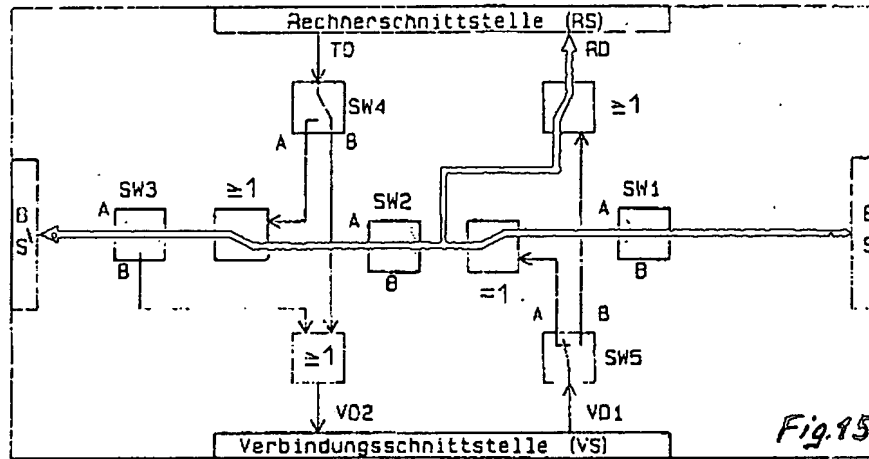 Rechnerschnittstelle (RS)
TD
RD
SW4
≥1
A
B
SW3
≥1
SW2
SW1
A
A
A
B
S
B
S
B
B
B
=1
A
B
≥1
SW5
VD2
VD1
Verbindungsschnittstelle (VS)
Fig. 15